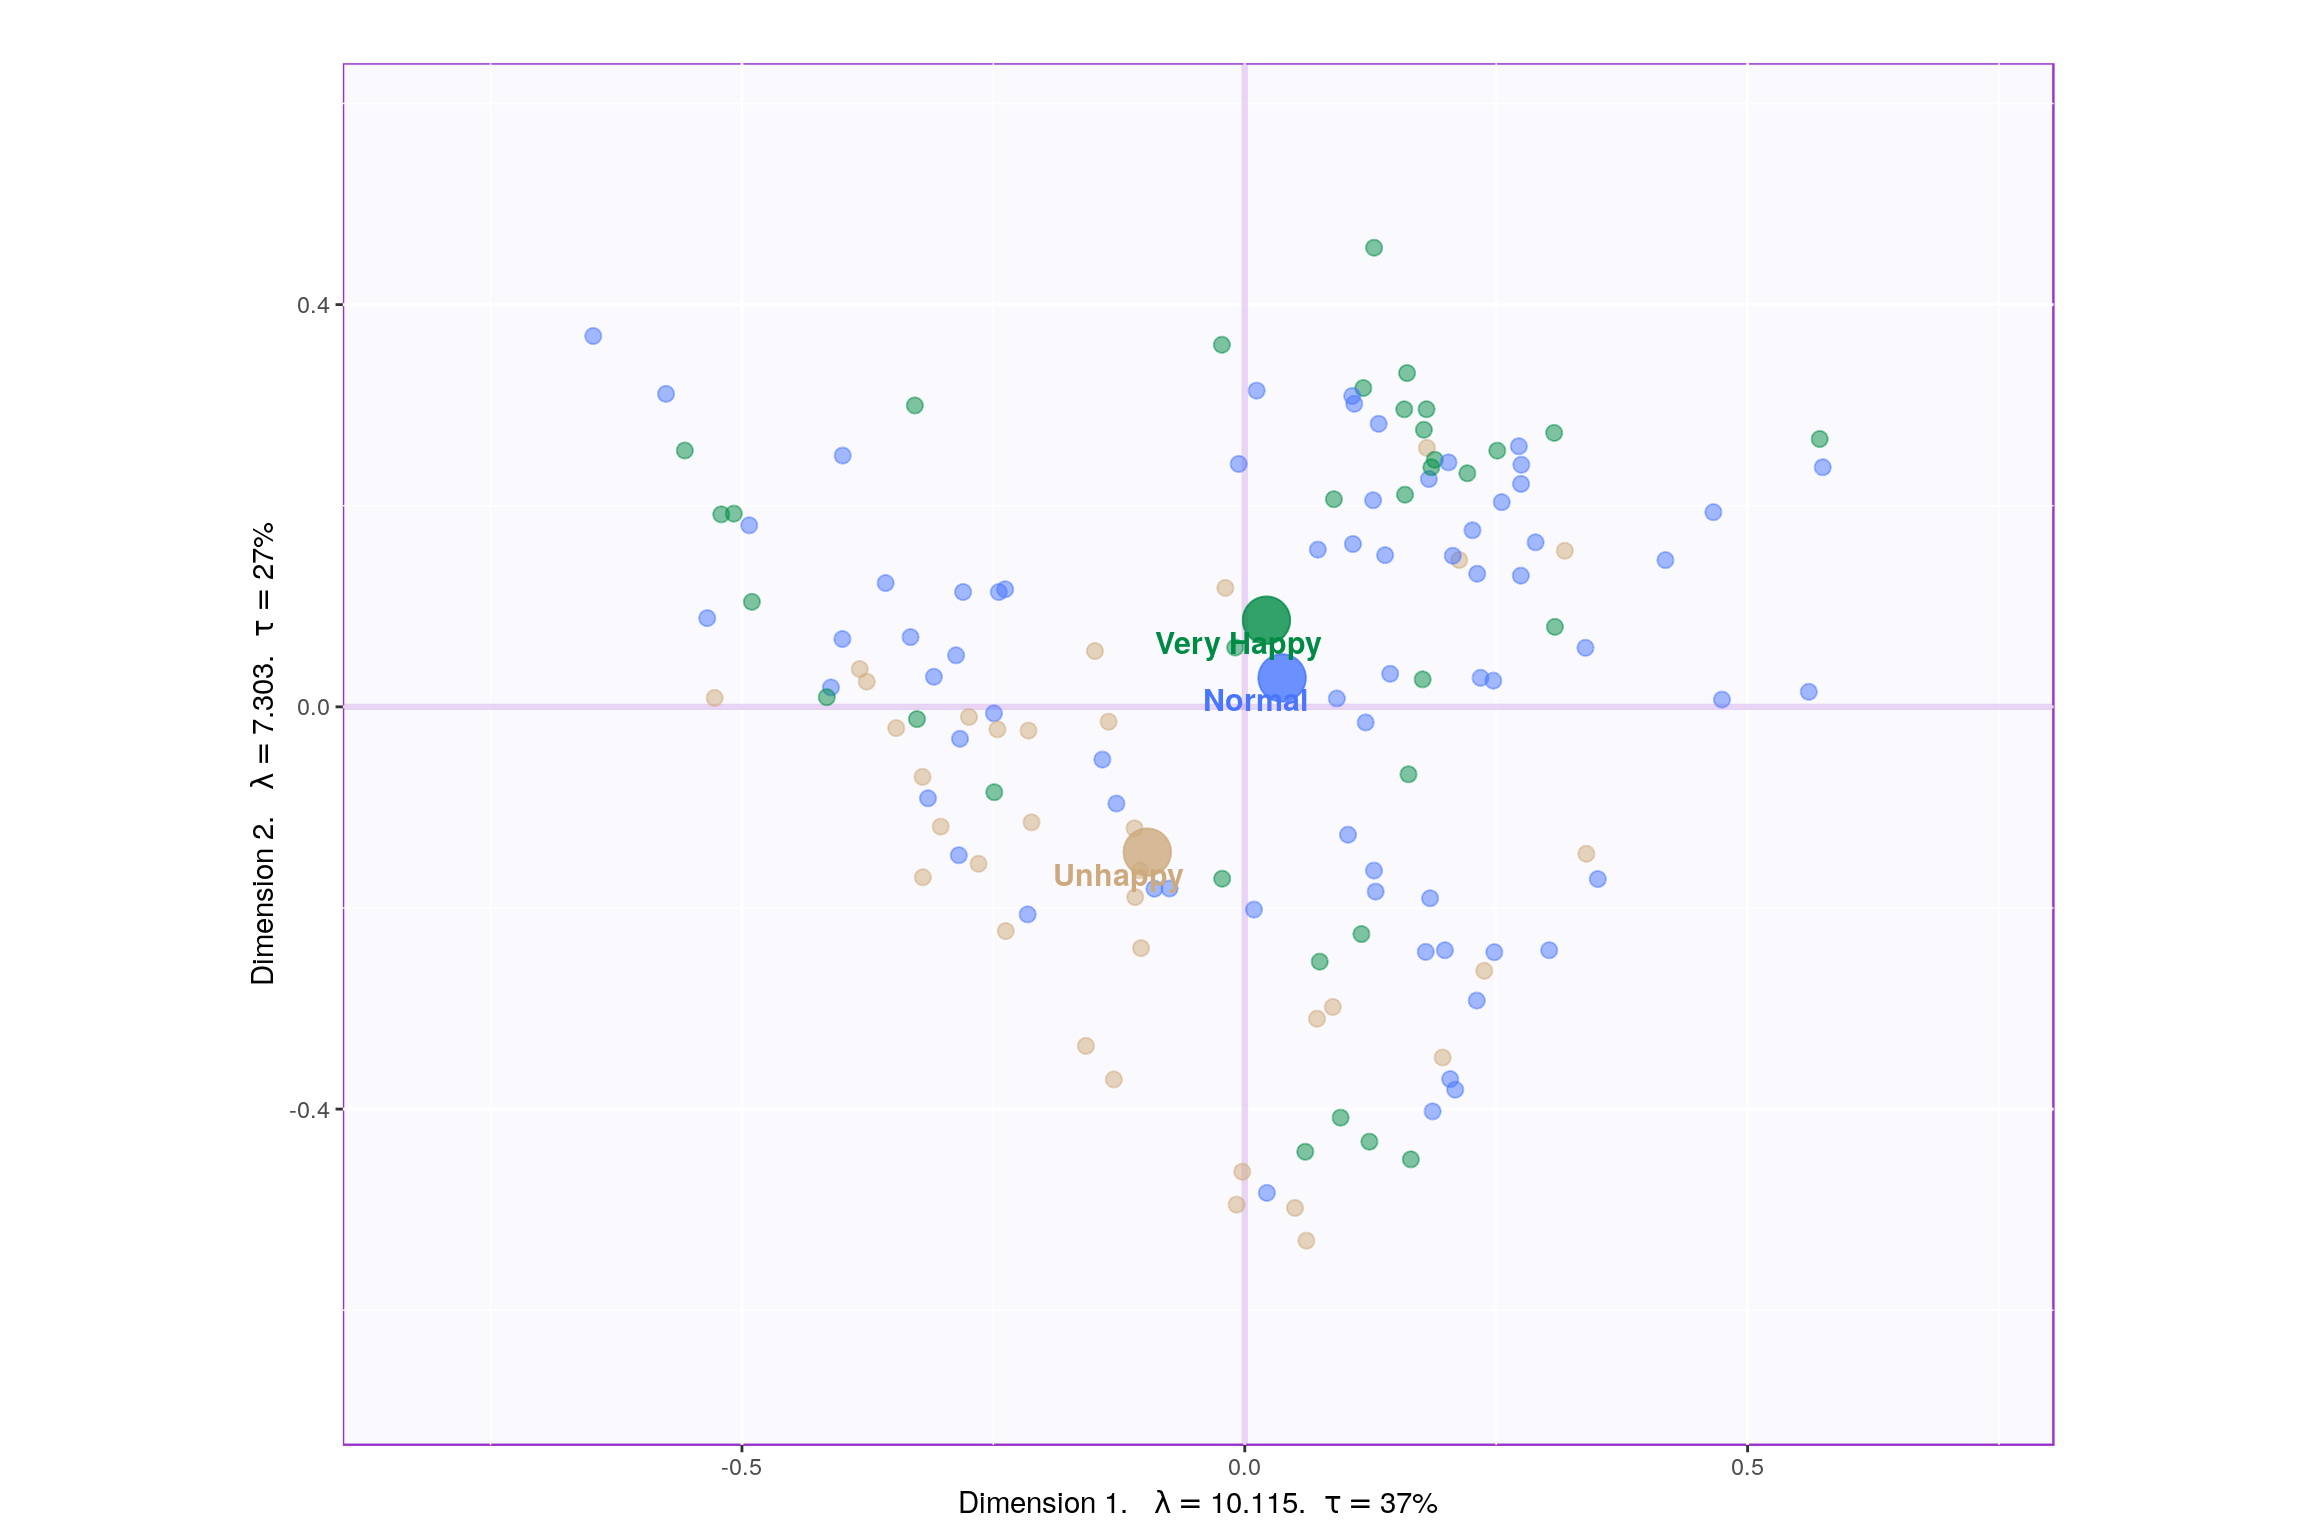 0.4
0.0
-0.4
Dimension 2.   λ = 7.303.  τ = 27%
Very Happy
Normal
Unhappy
-0.5
0.0
0.5
Dimension 1.   λ = 10.115.  τ = 37%